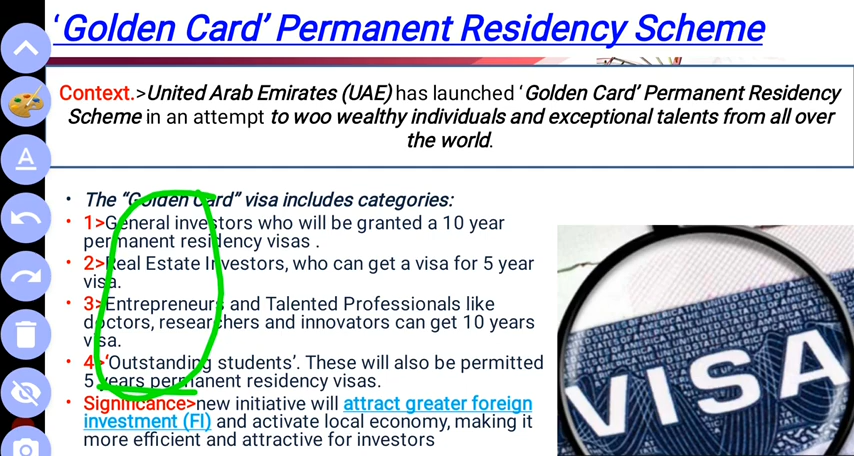 ‘Golden Card’ Permanent Residency Scheme
Context.>United Arab Emirates (UAE) has launched ‘Golden Card’ Permanent Residency
Scheme in an attempt to woo wealthy individuals and exceptional talents from all over
the world.
• The “Golden Card” visa includes categories:
• 1>General investors who will be granted a 10 year
permanent residency visas .
• 2>Real Estate Investors, who can get a visa for 5 year
visa.
• 3>Entrepreneurs and Talented Professionals like
doctors, researchers and innovators can get 10 years
visa.
• 4>‘Outstanding students’. These will also be permitted
5 years permanent residency visas.
• Significance>new initiative will attract greater foreign
investment (FI) and activate local economy, making it
more efficient and attractive for investors
VISA